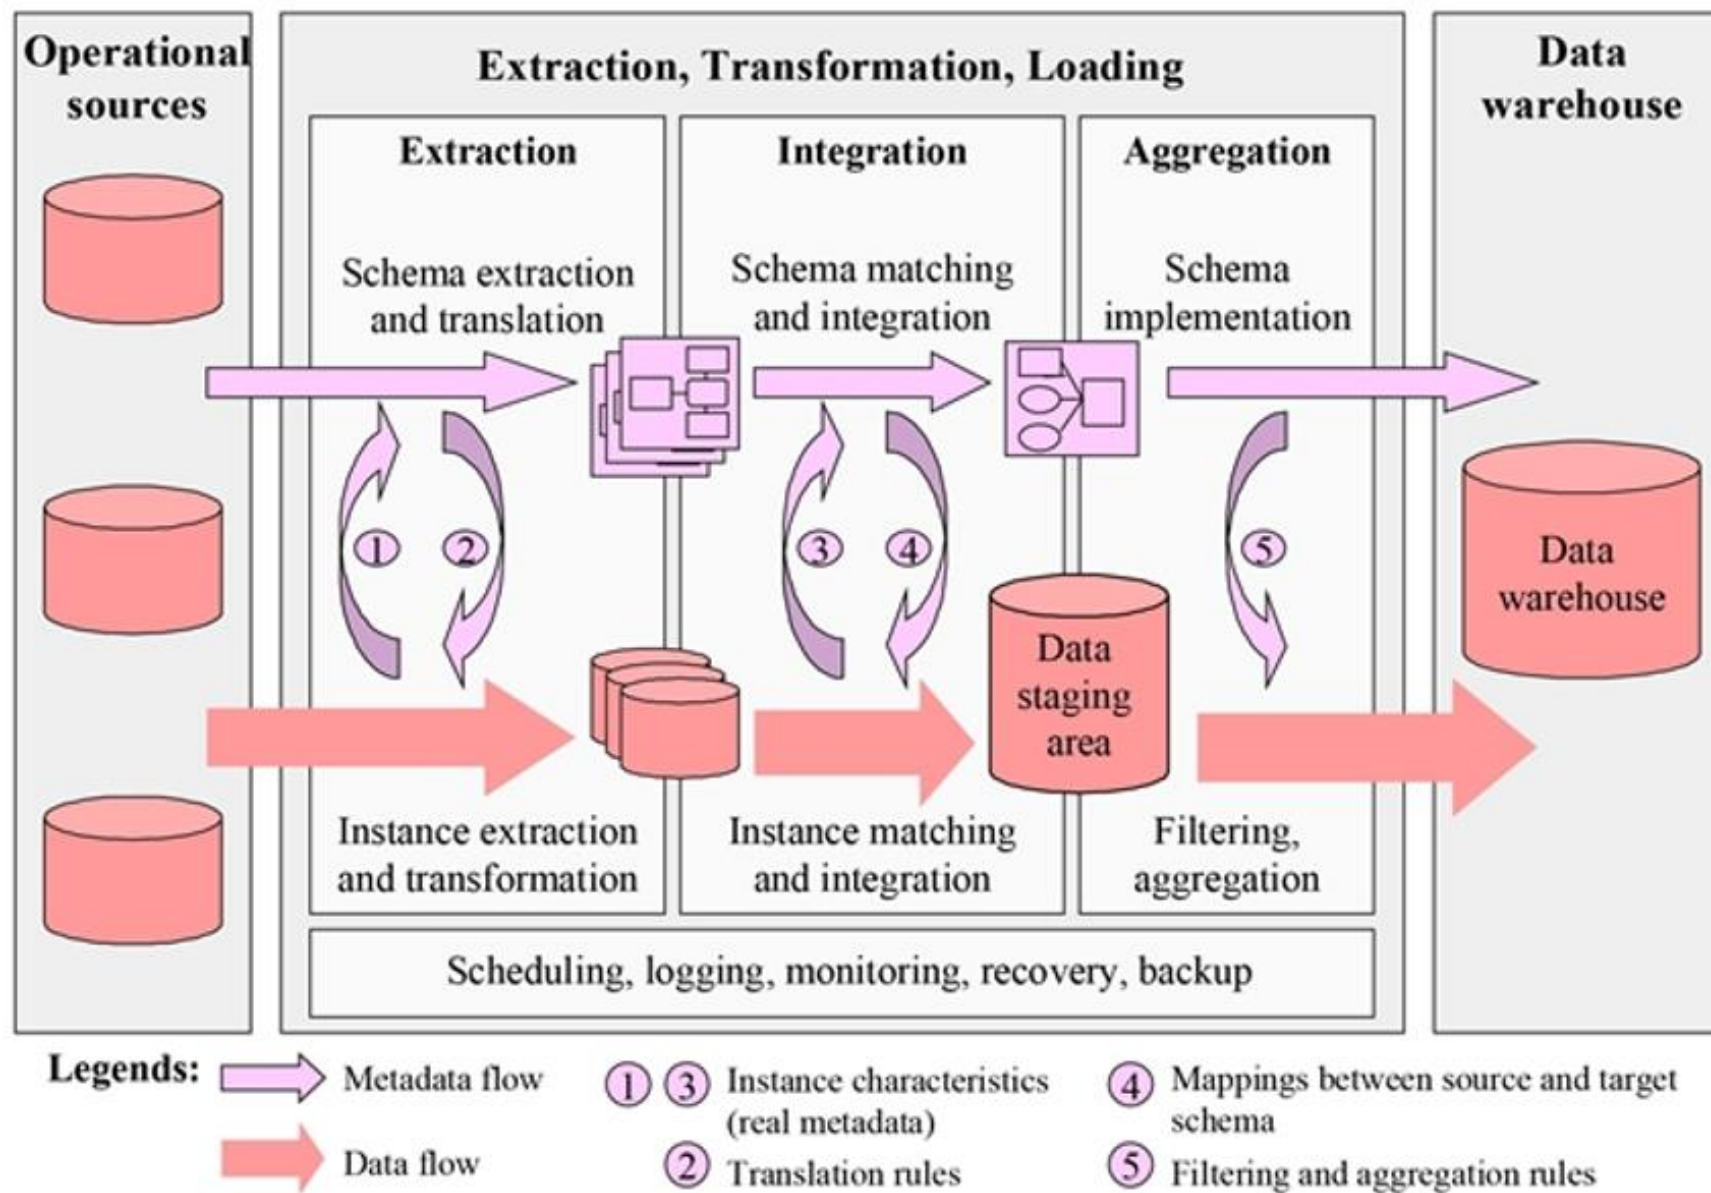 Operational
sources
Extraction, Transformation, Loading
Data
warehouse
Extraction
Integration
Aggregation
Schema extraction
and translation
Schema matching
and integration
Schema
implementation
1
2
3
4
5
Data
warehouse
Data
staging
area
Instance extraction
and transformation
Instance matching
and integration
Filtering,
aggregation
Scheduling, logging, monitoring, recovery, backup
Legends:
Metadata flow
1 3 Instance characteristics
(real metadata)
4 Mappings between source and target
schema
Data flow
2 Translation rules
5 Filtering and aggregation rules